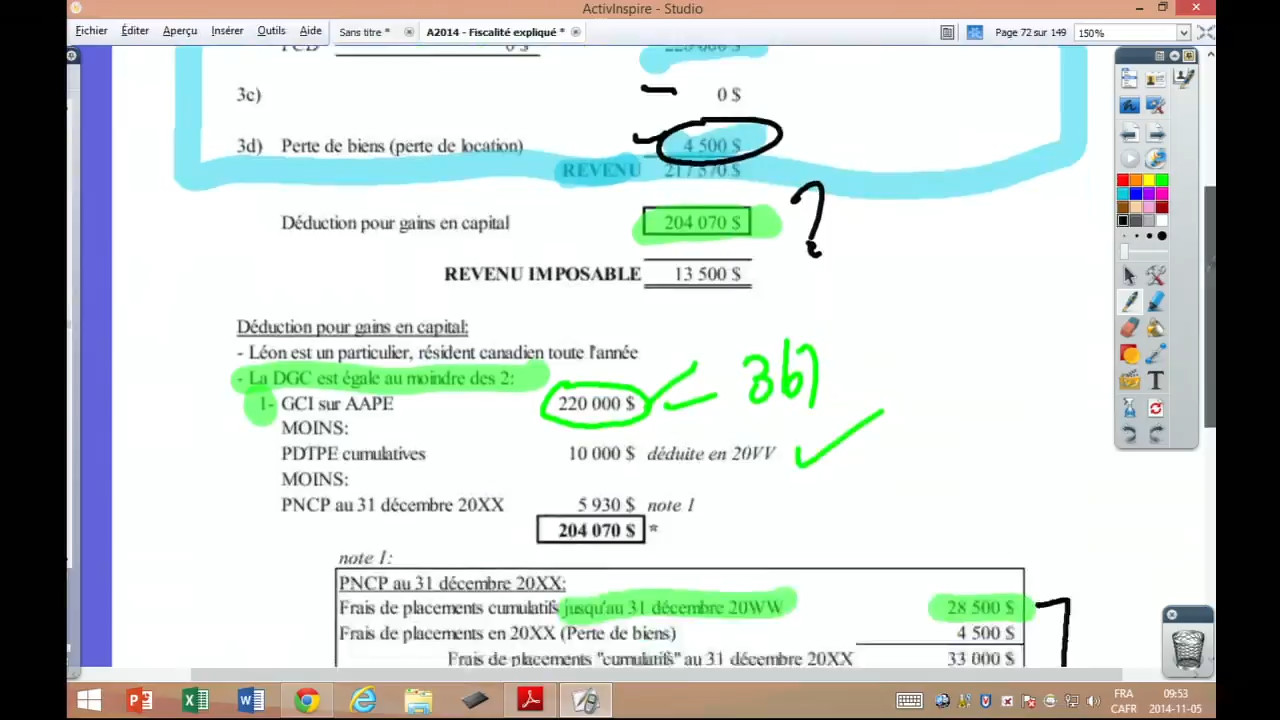 ActivInspire - Studio
Fichier Éditer Aperçu Insérer Outils Aide Sans titre * A2014 - Fiscalité expliqué * Page 72 sur 149 150%
3c) 0 $
3d) Perte de biens (perte de location) 4 500 $
REVENU 217 570 $
Déduction pour gains en capital 204 070 $ ?
REVENU IMPOSABLE 13 500 $
Déduction pour gains en capital:
- Léon est un particulier, résident canadien toute l'année
- La DGC est égale au moindre des 2:
1- GCI sur AAPE 220 000 $ 367
MOINS:
PDTPE cumulatives 10 000 $ déduite en 20VV
MOINS:
PNCP au 31 décembre 20XX 5 930 $ note 1
204 070 $ *
note 1:
PNCP au 31 décembre 20XX:
Frais de placements cumulatifs jusqu'au 31 décembre 20WW 28 500 $
Frais de placements en 20XX (Perte de biens) 4 500 $
Frais de placements "cumulatifs" au 31 décembre 20XX 33 000 $
FRA 09:53
CAFR 2014-11-05